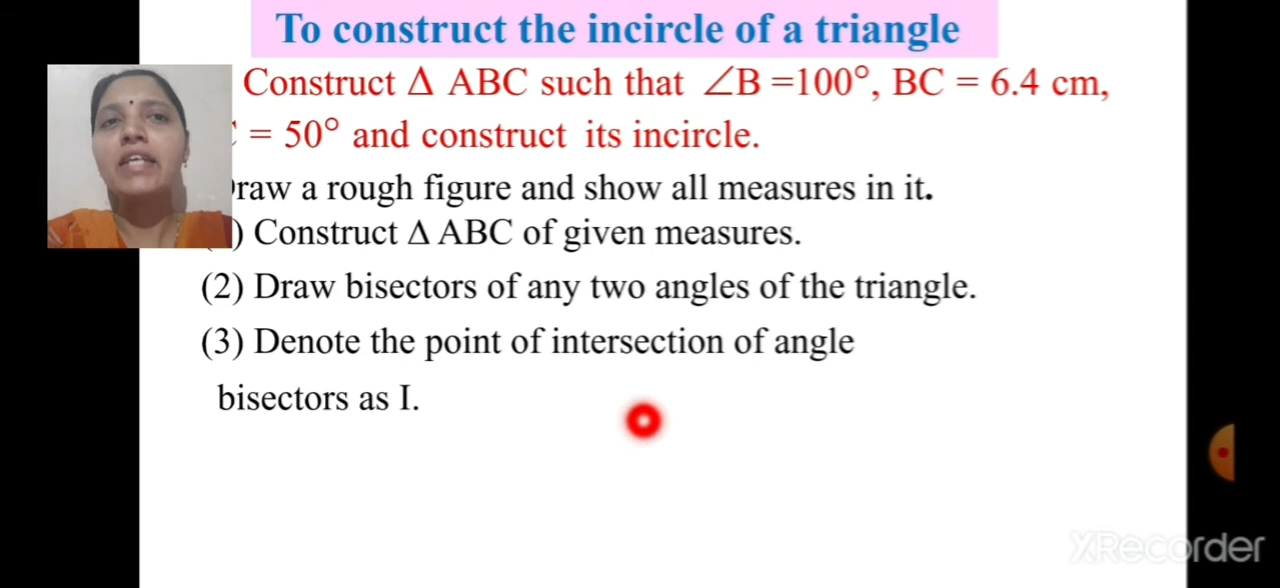 To construct the incircle of a triangle
Construct Δ ABC such that ∠B =100°, BC = 6.4 cm,
= 50° and construct its incircle.
a rough figure and show all measures in it.
) Construct Δ ABC of given measures.
(2) Draw bisectors of any two angles of the triangle.
(3) Denote the point of intersection of angle
bisectors as I.
XRecorder